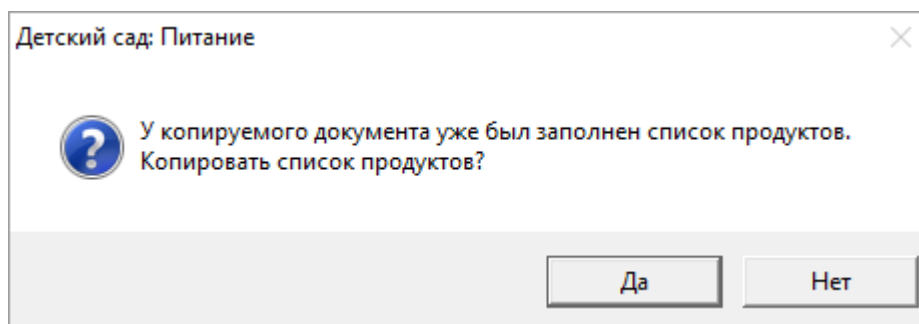 Детский сад: Питание
У копируемого документа уже был заполнен список продуктов.
Копировать список продуктов?
Да
Нет